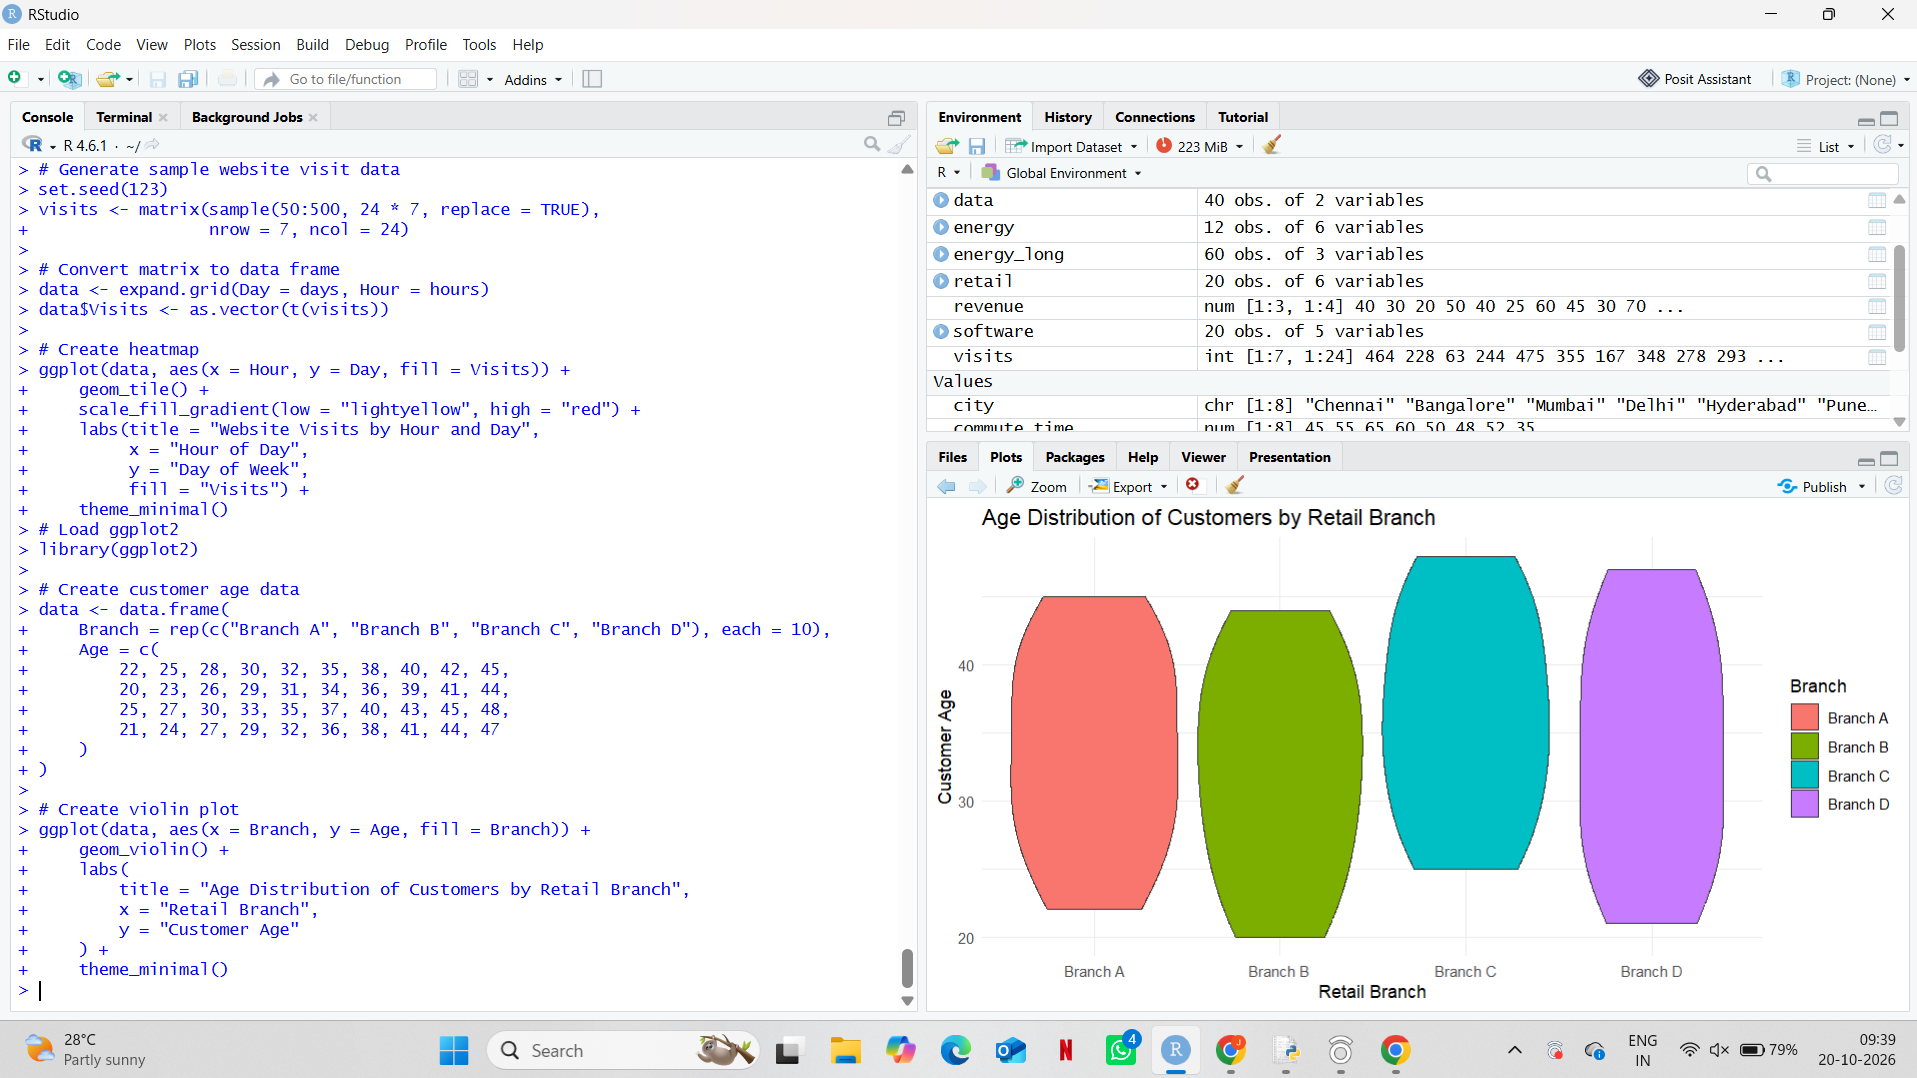 RStudio
File Edit Code View Plots Session Build Debug Profile Tools Help
Go to file/function Addins Posit Assistant Project: (None)
Console Terminal Background Jobs
R 4.6.1 · ~/
> # Generate sample website visit data
> set.seed(123)
> visits <- matrix(sample(50:500, 24 * 7, replace = TRUE),
+                  nrow = 7, ncol = 24)
>
> # Convert matrix to data frame
> data <- expand.grid(Day = days, Hour = hours)
> data$Visits <- as.vector(t(visits))
>
> # Create heatmap
> ggplot(data, aes(x = Hour, y = Day, fill = Visits)) +
+     geom_tile() +
+     scale_fill_gradient(low = "lightyellow", high = "red") +
+     labs(title = "Website Visits by Hour and Day",
+          x = "Hour of Day",
+          y = "Day of Week",
+          fill = "Visits") +
+     theme_minimal()
> # Load ggplot2
> library(ggplot2)
>
> # Create customer age data
> data <- data.frame(
+     Branch = rep(c("Branch A", "Branch B", "Branch C", "Branch D"), each = 10),
+     Age = c(
+         22, 25, 28, 30, 32, 35, 38, 40, 42, 45,
+         20, 23, 26, 29, 31, 34, 36, 39, 41, 44,
+         25, 27, 30, 33, 35, 37, 40, 43, 45, 48,
+         21, 24, 27, 29, 32, 36, 38, 41, 44, 47
+     )
+ )
>
> # Create violin plot
> ggplot(data, aes(x = Branch, y = Age, fill = Branch)) +
+     geom_violin() +
+     labs(
+         title = "Age Distribution of Customers by Retail Branch",
+         x = "Retail Branch",
+         y = "Customer Age"
+     ) +
+     theme_minimal()
>
Environment History Connections Tutorial
Import Dataset 223 MiB List
R Global Environment
data 40 obs. of 2 variables
energy 12 obs. of 6 variables
energy_long 60 obs. of 3 variables
retail 20 obs. of 6 variables
revenue num [1:3, 1:4] 40 30 20 50 40 25 60 45 30 70 ...
software 20 obs. of 5 variables
visits int [1:7, 1:24] 464 228 63 244 475 355 167 348 278 293 ...
Values
city chr [1:8] "Chennai" "Bangalore" "Mumbai" "Delhi" "Hyderabad" "Pune...
commute_time num [1:8] 45 55 65 60 50 48 52 35
Files Plots Packages Help Viewer Presentation
Zoom Export Publish
Age Distribution of Customers by Retail Branch
Customer Age
40
30
20
Branch A Branch B Branch C Branch D
Retail Branch
Branch
Branch A
Branch B
Branch C
Branch D
28°C
Partly sunny
Search
4
ENG
IN
79%
09:39
20-10-2026